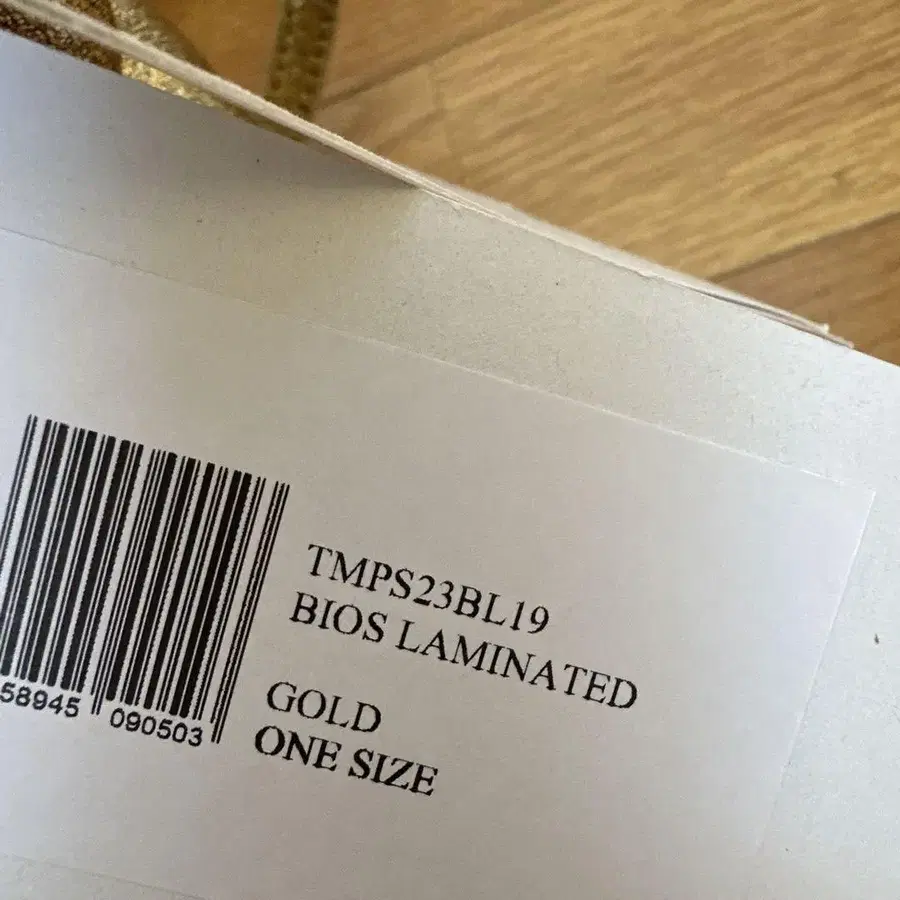 TMPS23BL19
BIOS LAMINATED
GOLD
ONE SIZE
58945 090503